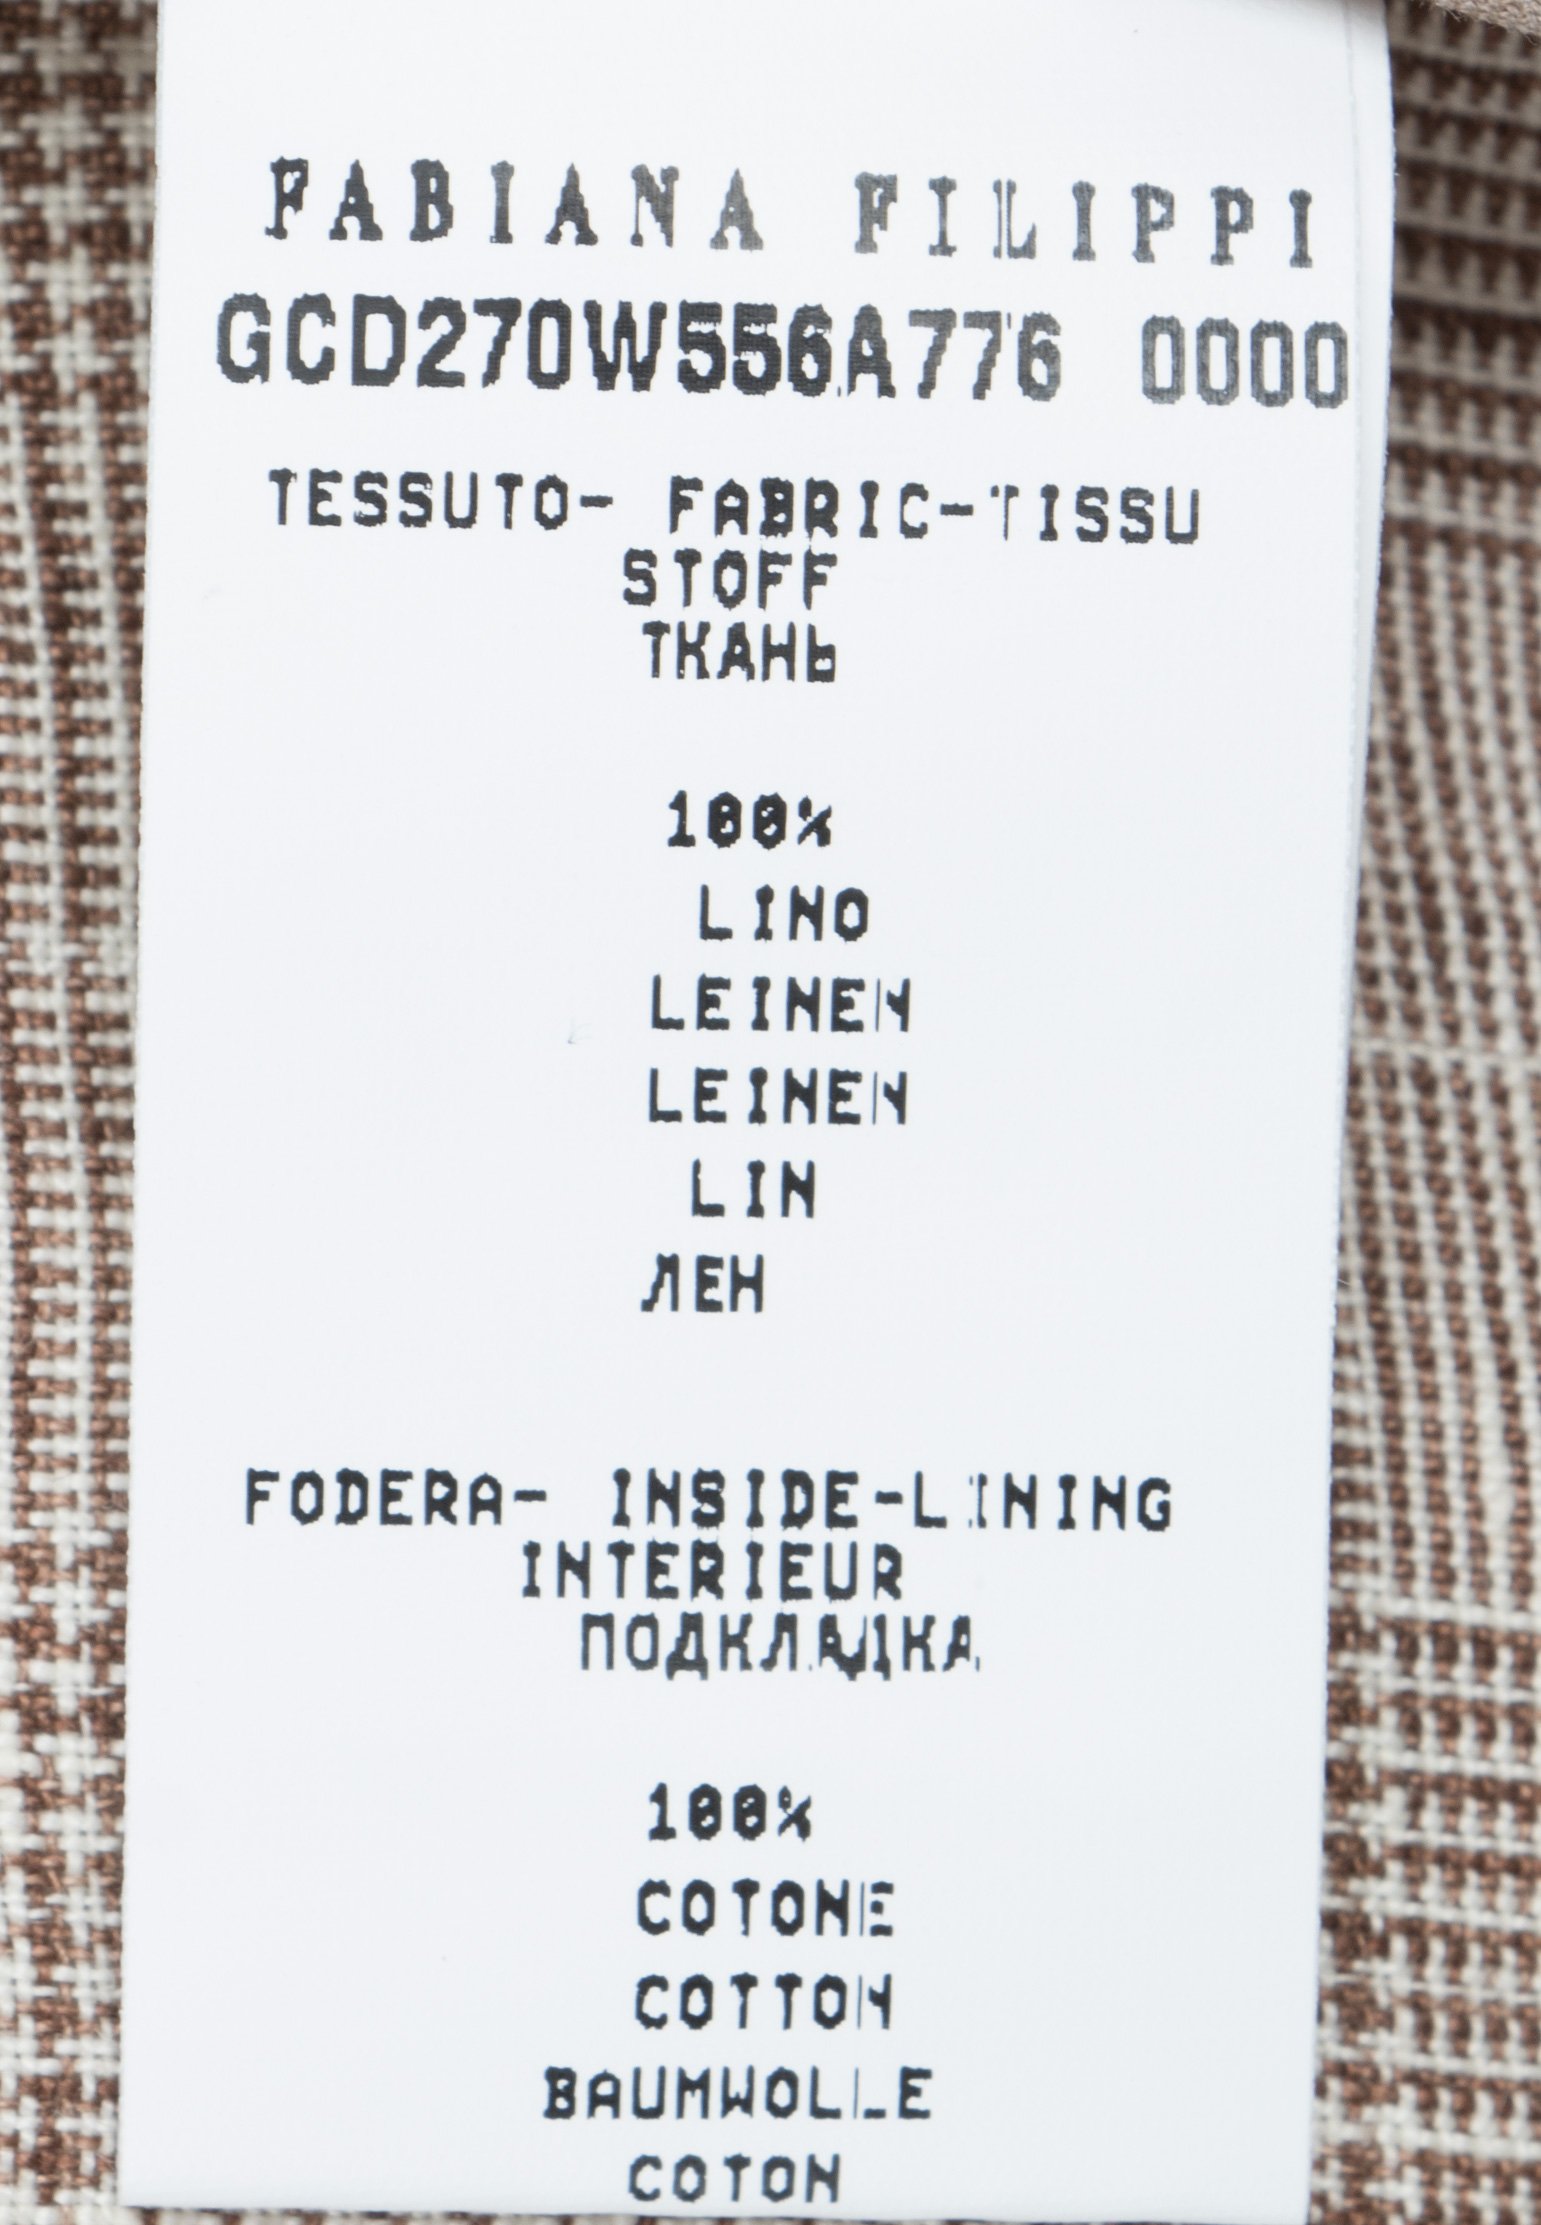 FABIANA FILIPPI
GCD270W556A776 0000
TESSUTO- FABRIC-TISSU
STOFF
ТКАНЬ
100%
LINO
LEINEN
LEINEN
LIN
ЛЕН
FODERA- INSIDE-LINING
INTERIEUR
ПОДКЛАДКА
100%
COTONE
COTTON
BAUMWOLLE
COTON